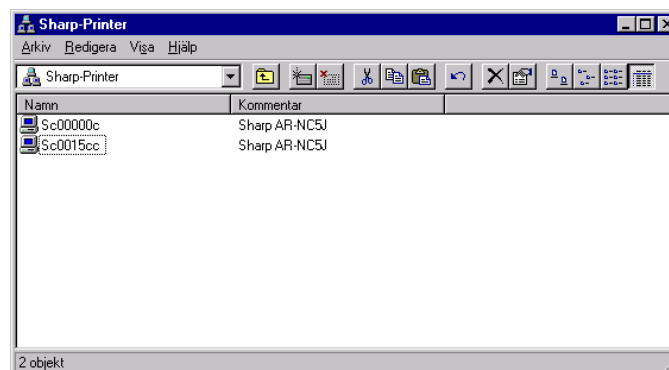 Sharp-Printer
Arkiv Redigera Visa Hjälp
Sharp-Printer
Namn Kommentar
Sc00000c Sharp AR-NC5J
Sc0015cc Sharp AR-NC5J
2 objekt